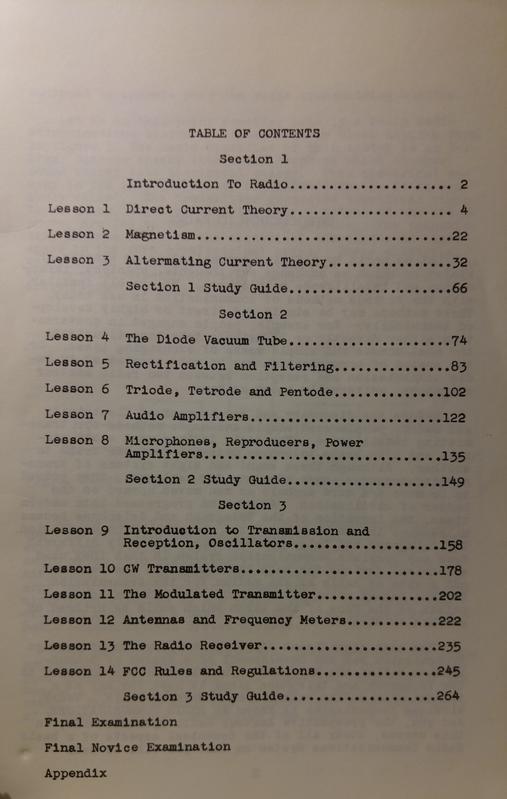 TABLE OF CONTENTS
Section 1
Introduction To Radio..................... 2
Lesson 1 Direct Current Theory..................... 4
Lesson 2 Magnetism.................................22
Lesson 3 Altermating Current Theory................32
Section 1 Study Guide.....................66
Section 2
Lesson 4 The Diode Vacuum Tube.....................74
Lesson 5 Rectification and Filtering...............83
Lesson 6 Triode, Tetrode and Pentode..............102
Lesson 7 Audio Amplifiers.........................122
Lesson 8 Microphones, Reproducers, Power
Amplifiers...............................135
Section 2 Study Guide....................149
Section 3
Lesson 9 Introduction to Transmission and
Reception, Oscillators...................158
Lesson 10 CW Transmitters..........................178
Lesson 11 The Modulated Transmitter................202
Lesson 12 Antennas and Frequency Meters............222
Lesson 13 The Radio Receiver.......................235
Lesson 14 FCC Rules and Regulations................245
Section 3 Study Guide....................264
Final Examination
Final Novice Examination
Appendix